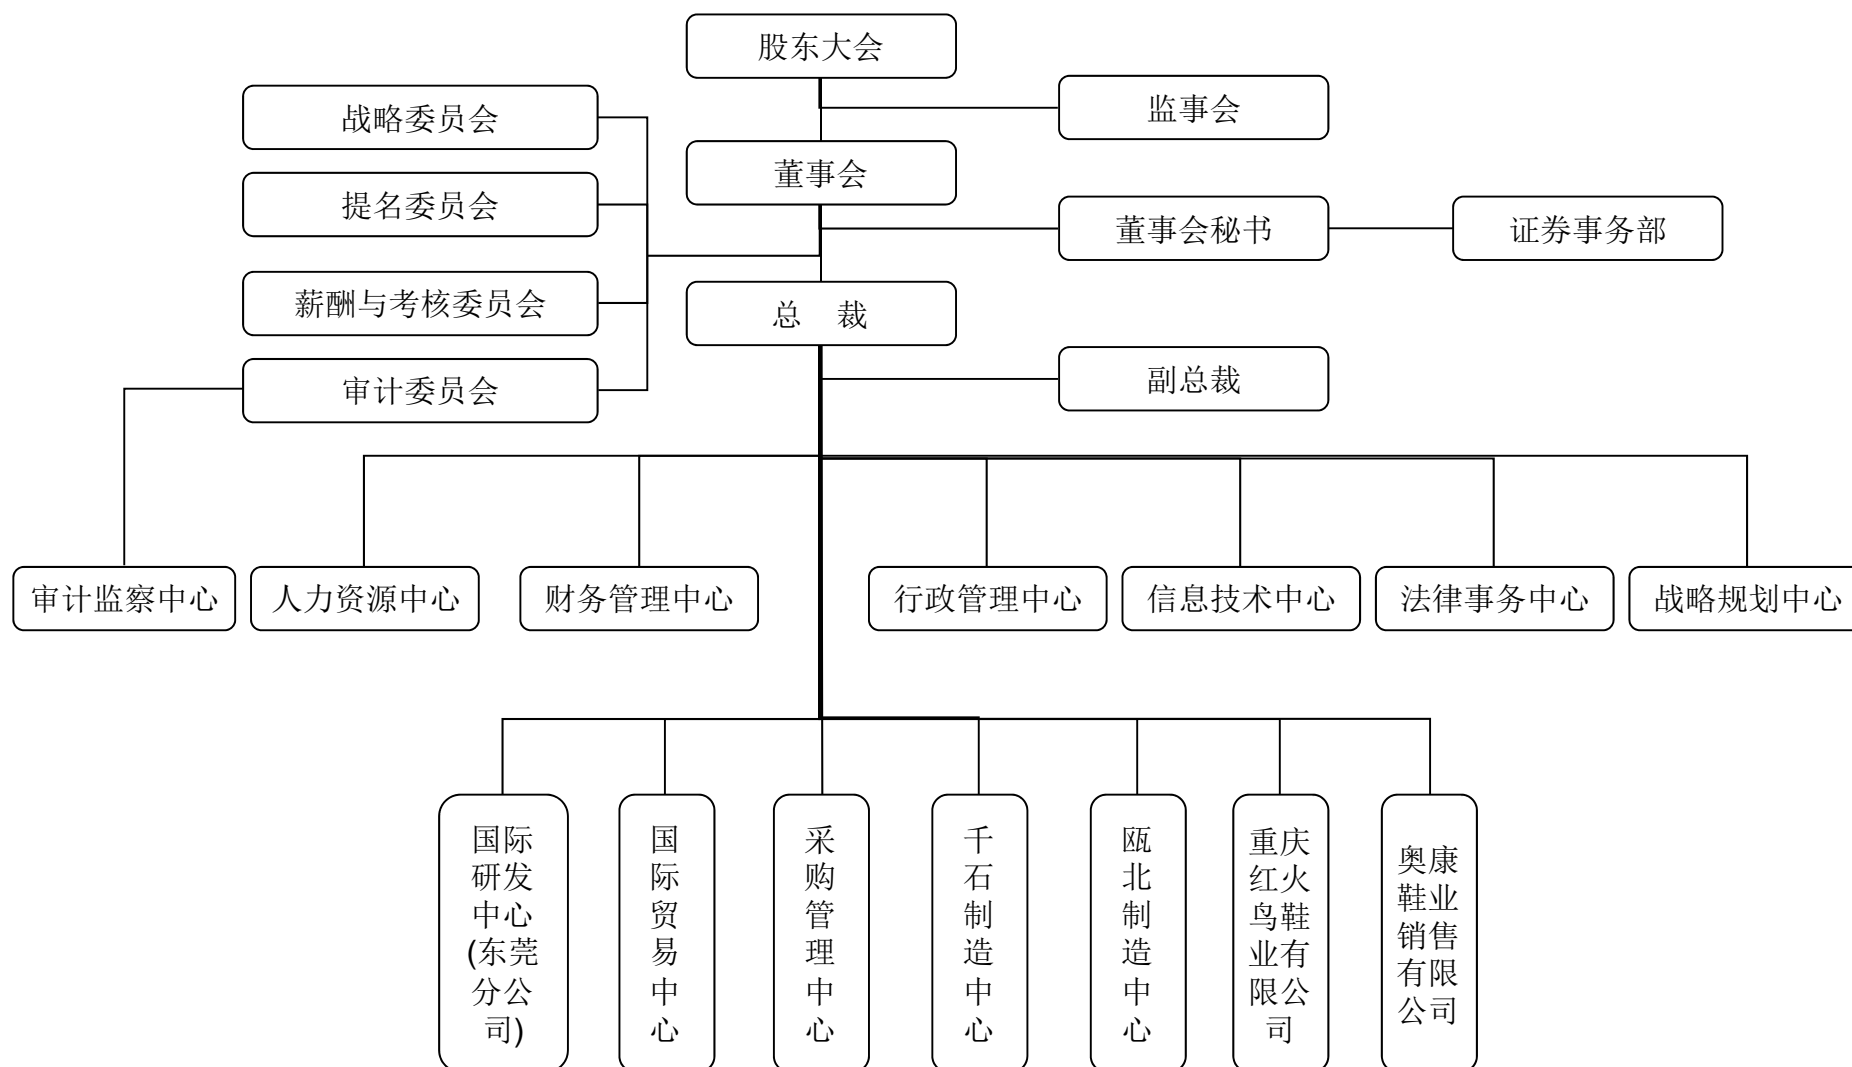 股东大会
战略委员会
监事会
董事会
提名委员会
董事会秘书
证券事务部
薪酬与考核委员会
总 裁
审计委员会
副总裁
审计监察中心
人力资源中心
财务管理中心
行政管理中心
信息技术中心
法律事务中心
战略规划中心
国际
研发
中心
(东莞
分公
司)
国
际
贸
易
中
心
采
购
管
理
中
心
千
石
制
造
中
心
瓯
北
制
造
中
心
重庆
红火
鸟鞋
业有
限公
司
奥康
鞋业
销售
有限
公司